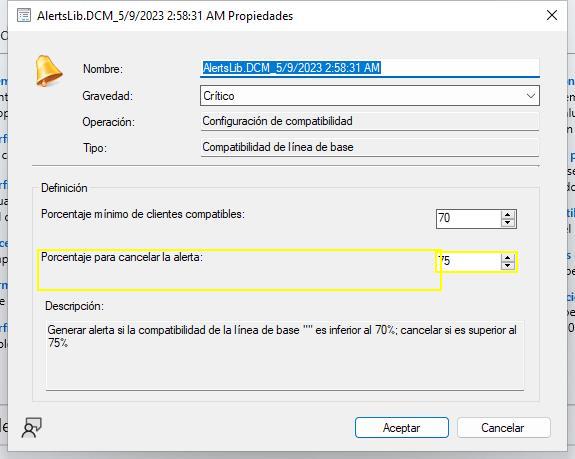 AlertsLib.DCM_5/9/2023 2:58:31 AM Propiedades
Nombre: AlertsLib.DCM_5/9/2023 2:58:31 AM
Gravedad: Crítico
Operación: Configuración de compatibilidad
Tipo: Compatibilidad de línea de base
Definición
Porcentaje mínimo de clientes compatibles: 70
Porcentaje para cancelar la alerta: 75
Descripción:
Generar alerta si la compatibilidad de la línea de base "" es inferior al 70%; cancelar si es superior al
75%
Aceptar Cancelar